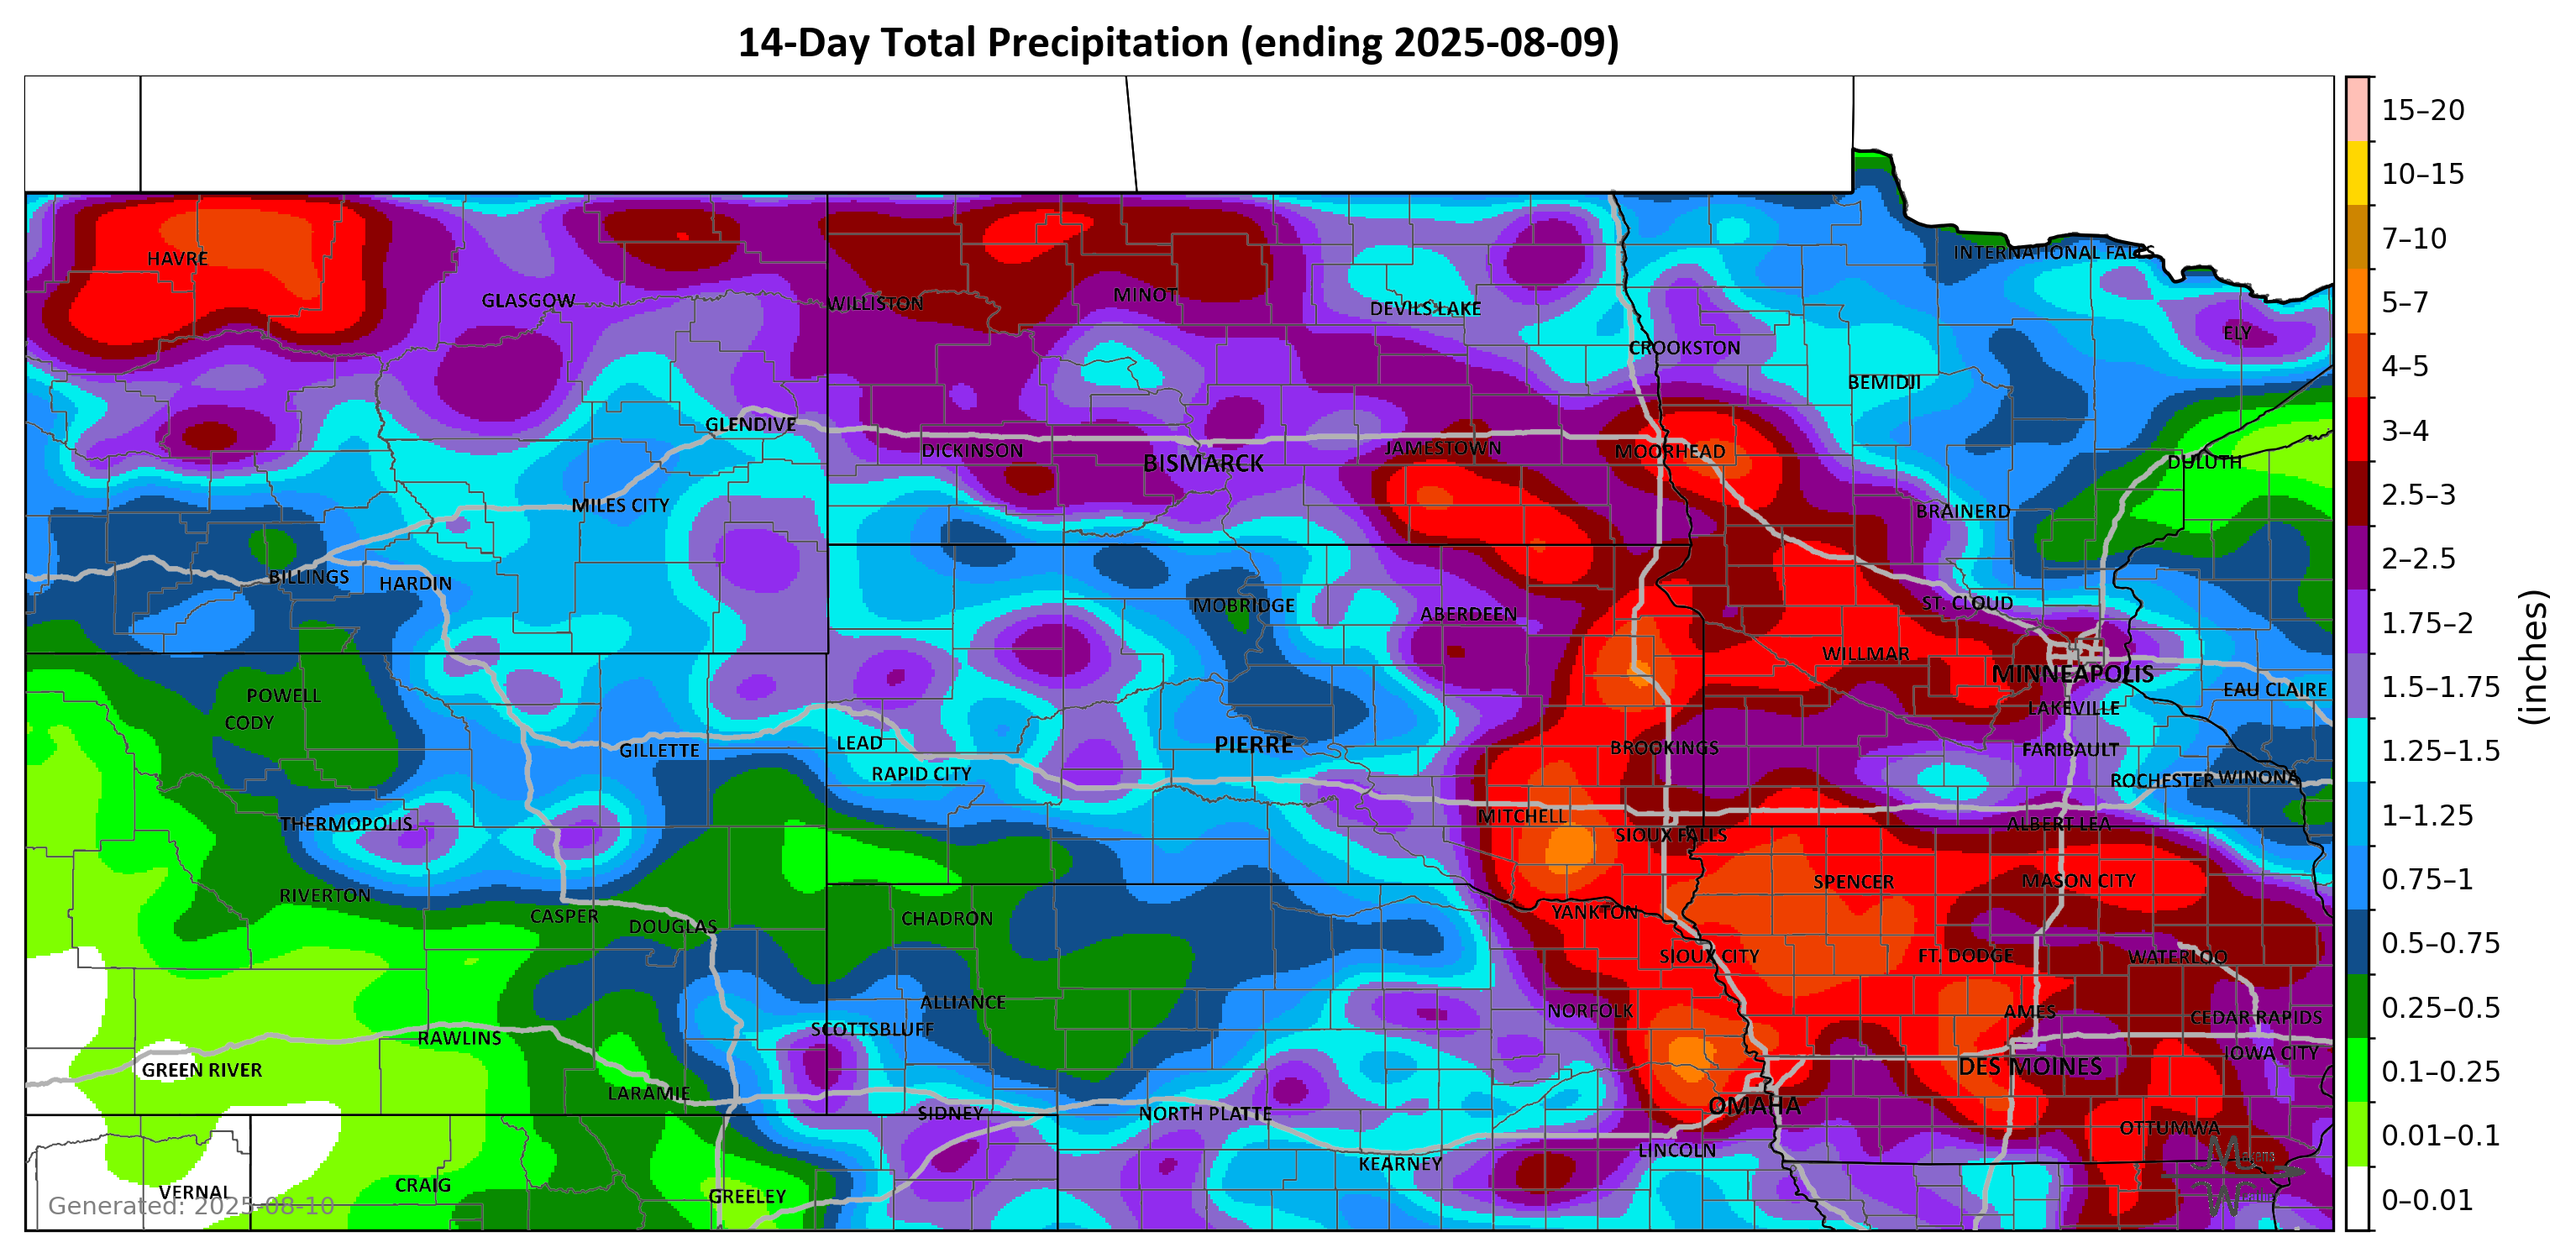 14-Day Total Precipitation (ending 2025-08-09)
15–20
10–15
7–10
5–7
4–5
3–4
2.5–3
2–2.5
1.75–2
1.5–1.75
1.25–1.5
1–1.25
0.75–1
0.5–0.75
0.25–0.5
0.1–0.25
0.01–0.1
0–0.01
(inches)
INTERNATIONAL FALLS
HAVRE
GLASGOW
WILLISTON
MINOT
DEVILS LAKE
ELY
CROOKSTON
BEMIDJI
GLENDIVE
DICKINSON
BISMARCK
JAMESTOWN
MOORHEAD
DULUTH
MILES CITY
BRAINERD
BILLINGS
HARDIN
MOBRIDGE
ABERDEEN
ST. CLOUD
WILLMAR
MINNEAPOLIS
POWELL
CODY
EAU CLAIRE
LAKEVILLE
GILLETTE
LEAD
PIERRE
BROOKINGS
FARIBAULT
RAPID CITY
ROCHESTER
WINONA
THERMOPOLIS
MITCHELL
SIOUX FALLS
ALBERT LEA
RIVERTON
SPENCER
MASON CITY
CASPER
DOUGLAS
CHADRON
YANKTON
SIOUX CITY
FT. DODGE
WATERLOO
ALLIANCE
NORFOLK
AMES
CEDAR RAPIDS
RAWLINS
SCOTTSBLUFF
IOWA CITY
GREEN RIVER
DES MOINES
LARAMIE
SIDNEY
NORTH PLATTE
OMAHA
OTTUMWA
LINCOLN
KEARNEY
VERNAL
CRAIG
GREELEY
Generated: 2025-08-10